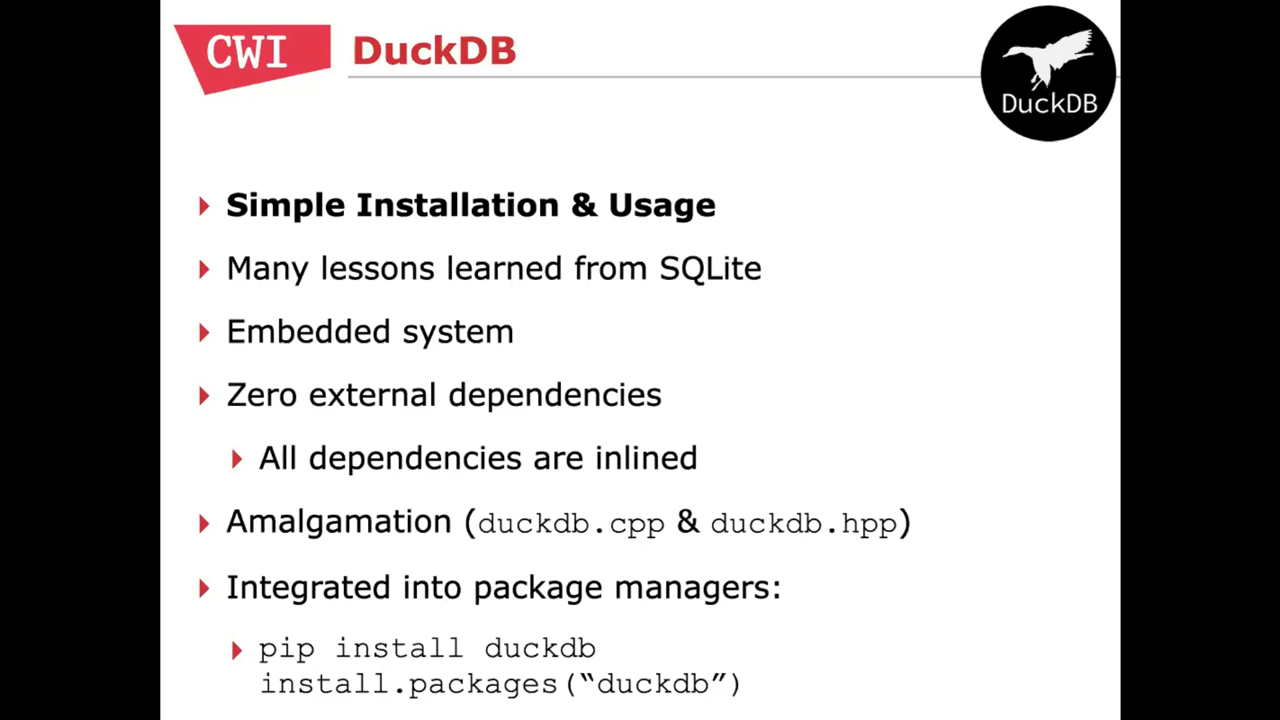 CWI
DuckDB
DuckDB
Simple Installation & Usage
Many lessons learned from SQLite
Embedded system
Zero external dependencies
All dependencies are inlined
Amalgamation (duckdb.cpp & duckdb.hpp)
Integrated into package managers:
pip install duckdb
install.packages(“duckdb”)